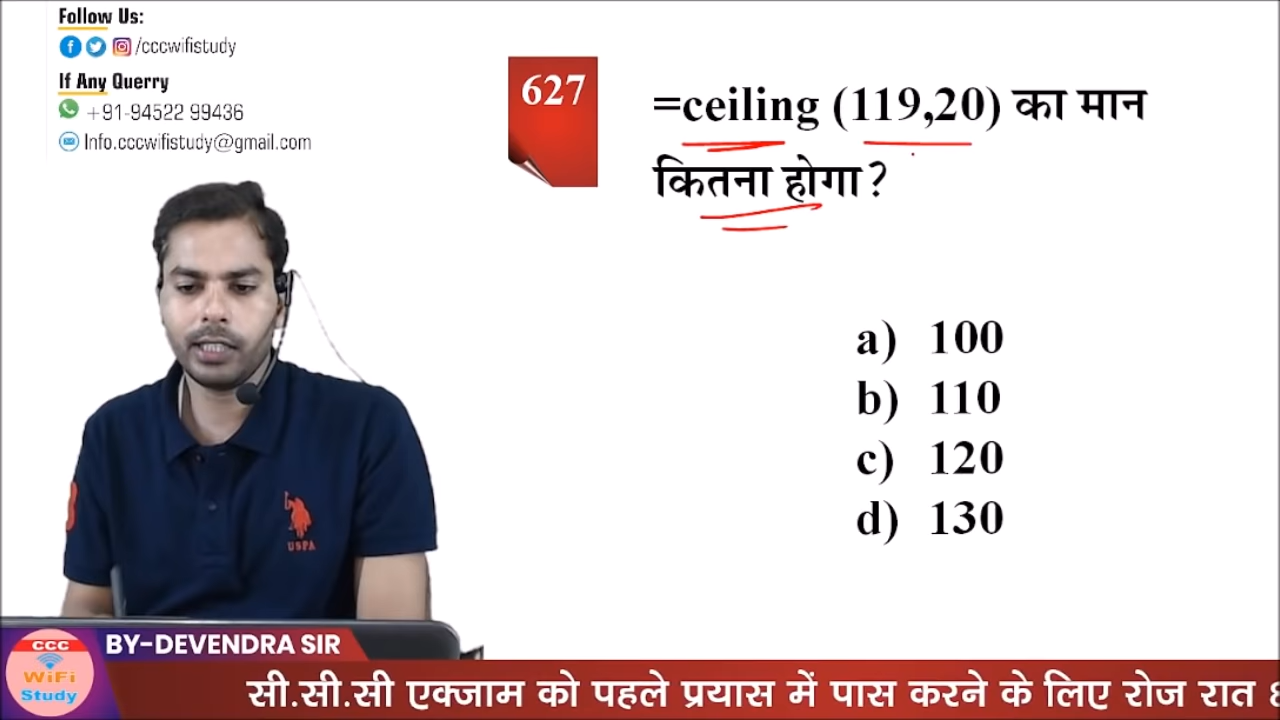 Follow Us:
/cccwifistudy
If Any Querry
+91-94522 99436
Info.cccwifistudy@gmail.com
627
=ceiling (119,20) का मान
कितना होगा?
a) 100
b) 110
c) 120
d) 130
USPA
CCC
WiFi
Study
BY-DEVENDRA SIR
सी.सी.सी एक्जाम को पहले प्रयास में पास करने के लिए रोज रात